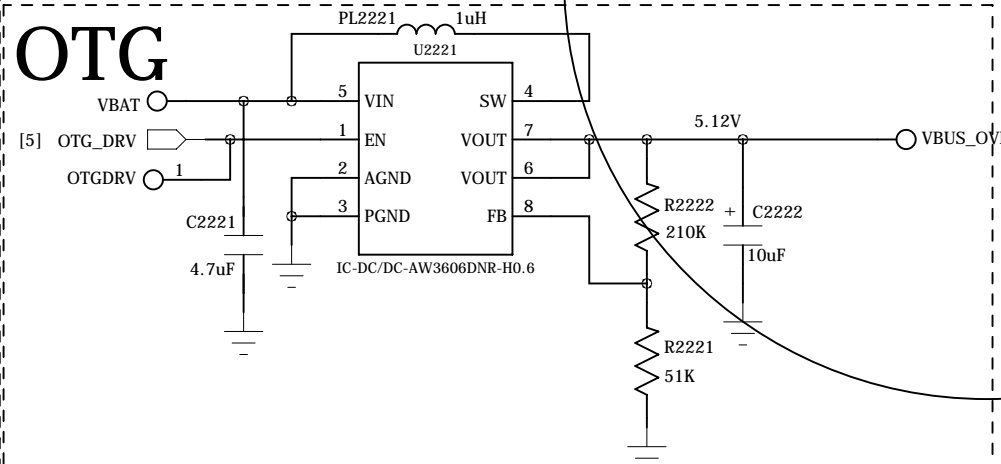 OTG
PL2221 1uH
U2221
VBAT 5 VIN SW 4
[5] OTG_DRV 1 EN VOUT 7 5.12V
OTGDRV 1 2 AGND VOUT 6
3 PGND FB 8
C2221
4.7uF
IC-DC/DC-AW3606DNR-H0.6
R2222
210K
+ C2222
10uF
R2221
51K